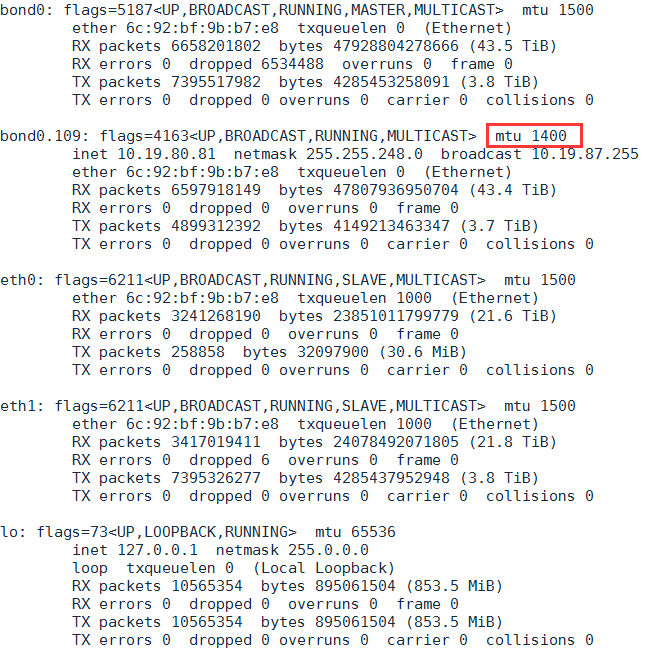 bond0: flags=5187<UP,BROADCAST,RUNNING,MASTER,MULTICAST>  mtu 1500
        ether 6c:92:bf:9b:b7:e8  txqueuelen 0  (Ethernet)
        RX packets 6658201802  bytes 47928804278666 (43.5 TiB)
        RX errors 0  dropped 6534488  overruns 0  frame 0
        TX packets 7395517982  bytes 4285453258091 (3.8 TiB)
        TX errors 0  dropped 0 overruns 0  carrier 0  collisions 0

bond0.109: flags=4163<UP,BROADCAST,RUNNING,MULTICAST>  mtu 1400
        inet 10.19.80.81  netmask 255.255.248.0  broadcast 10.19.87.255
        ether 6c:92:bf:9b:b7:e8  txqueuelen 0  (Ethernet)
        RX packets 6597918149  bytes 47807936950704 (43.4 TiB)
        RX errors 0  dropped 0  overruns 0  frame 0
        TX packets 4899312392  bytes 4149213463347 (3.7 TiB)
        TX errors 0  dropped 0 overruns 0  carrier 0  collisions 0

eth0: flags=6211<UP,BROADCAST,RUNNING,SLAVE,MULTICAST>  mtu 1500
        ether 6c:92:bf:9b:b7:e8  txqueuelen 1000  (Ethernet)
        RX packets 3241268190  bytes 23851011799779 (21.6 TiB)
        RX errors 0  dropped 0  overruns 0  frame 0
        TX packets 258858  bytes 32097900 (30.6 MiB)
        TX errors 0  dropped 0 overruns 0  carrier 0  collisions 0

eth1: flags=6211<UP,BROADCAST,RUNNING,SLAVE,MULTICAST>  mtu 1500
        ether 6c:92:bf:9b:b7:e8  txqueuelen 1000  (Ethernet)
        RX packets 3417019411  bytes 24078492071805 (21.8 TiB)
        RX errors 0  dropped 6  overruns 0  frame 0
        TX packets 7395326277  bytes 4285437952948 (3.8 TiB)
        TX errors 0  dropped 0 overruns 0  carrier 0  collisions 0

lo: flags=73<UP,LOOPBACK,RUNNING>  mtu 65536
        inet 127.0.0.1  netmask 255.0.0.0
        loop  txqueuelen 0  (Local Loopback)
        RX packets 10565354  bytes 895061504 (853.5 MiB)
        RX errors 0  dropped 0  overruns 0  frame 0
        TX packets 10565354  bytes 895061504 (853.5 MiB)
        TX errors 0  dropped 0 overruns 0  carrier 0  collisions 0